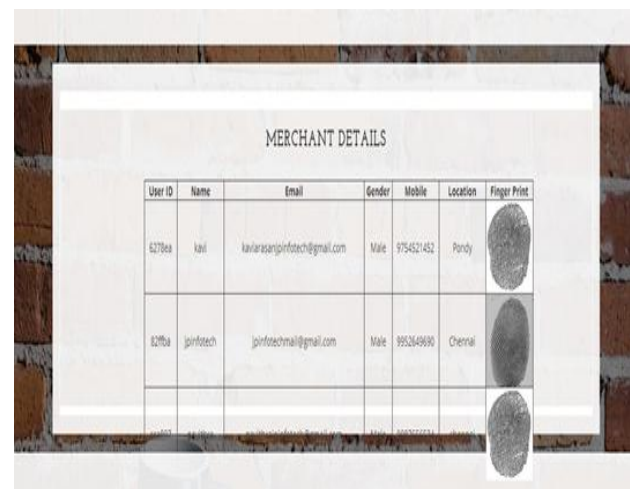 MERCHANT DETAILS
User ID Name Email Gender Mobile Location Finger Print
6278ea kavi kaviarasanjpinfotech@gmail.com Male 9754521452 Pondy
82ffba jpinfotech jpinfotechmail@gmail.com Male 9952649690 Chennai